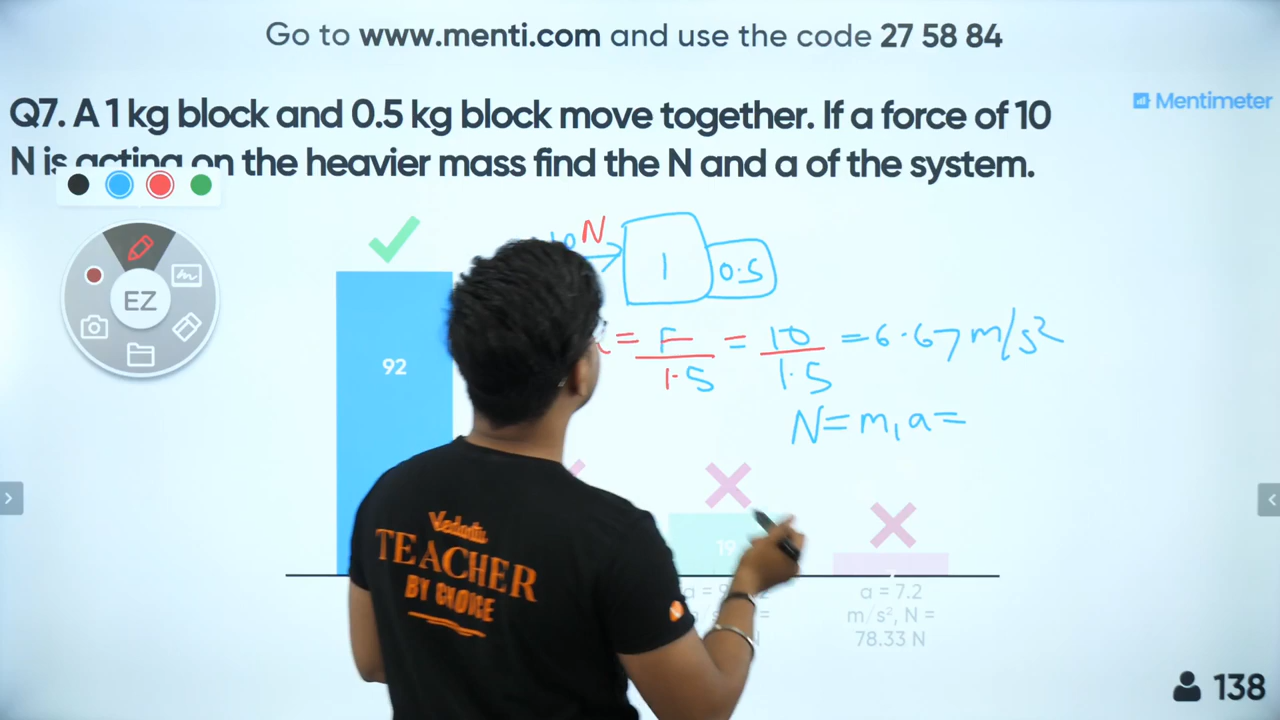 Go to www.menti.com and use the code 27 58 84
Mentimeter
Q7. A 1 kg block and 0.5 kg block move together. If a force of 10
N is acting on the heavier mass find the N and a of the system.
EZ
10 N
1
0.5
= F/1.5 = 10/1.5 = 6.67 m/s²
N = m₁a =
92
19
7
a = 7.2
m/s², N =
78.33 N
Vedantu
TEACHER
BY CHOICE
138